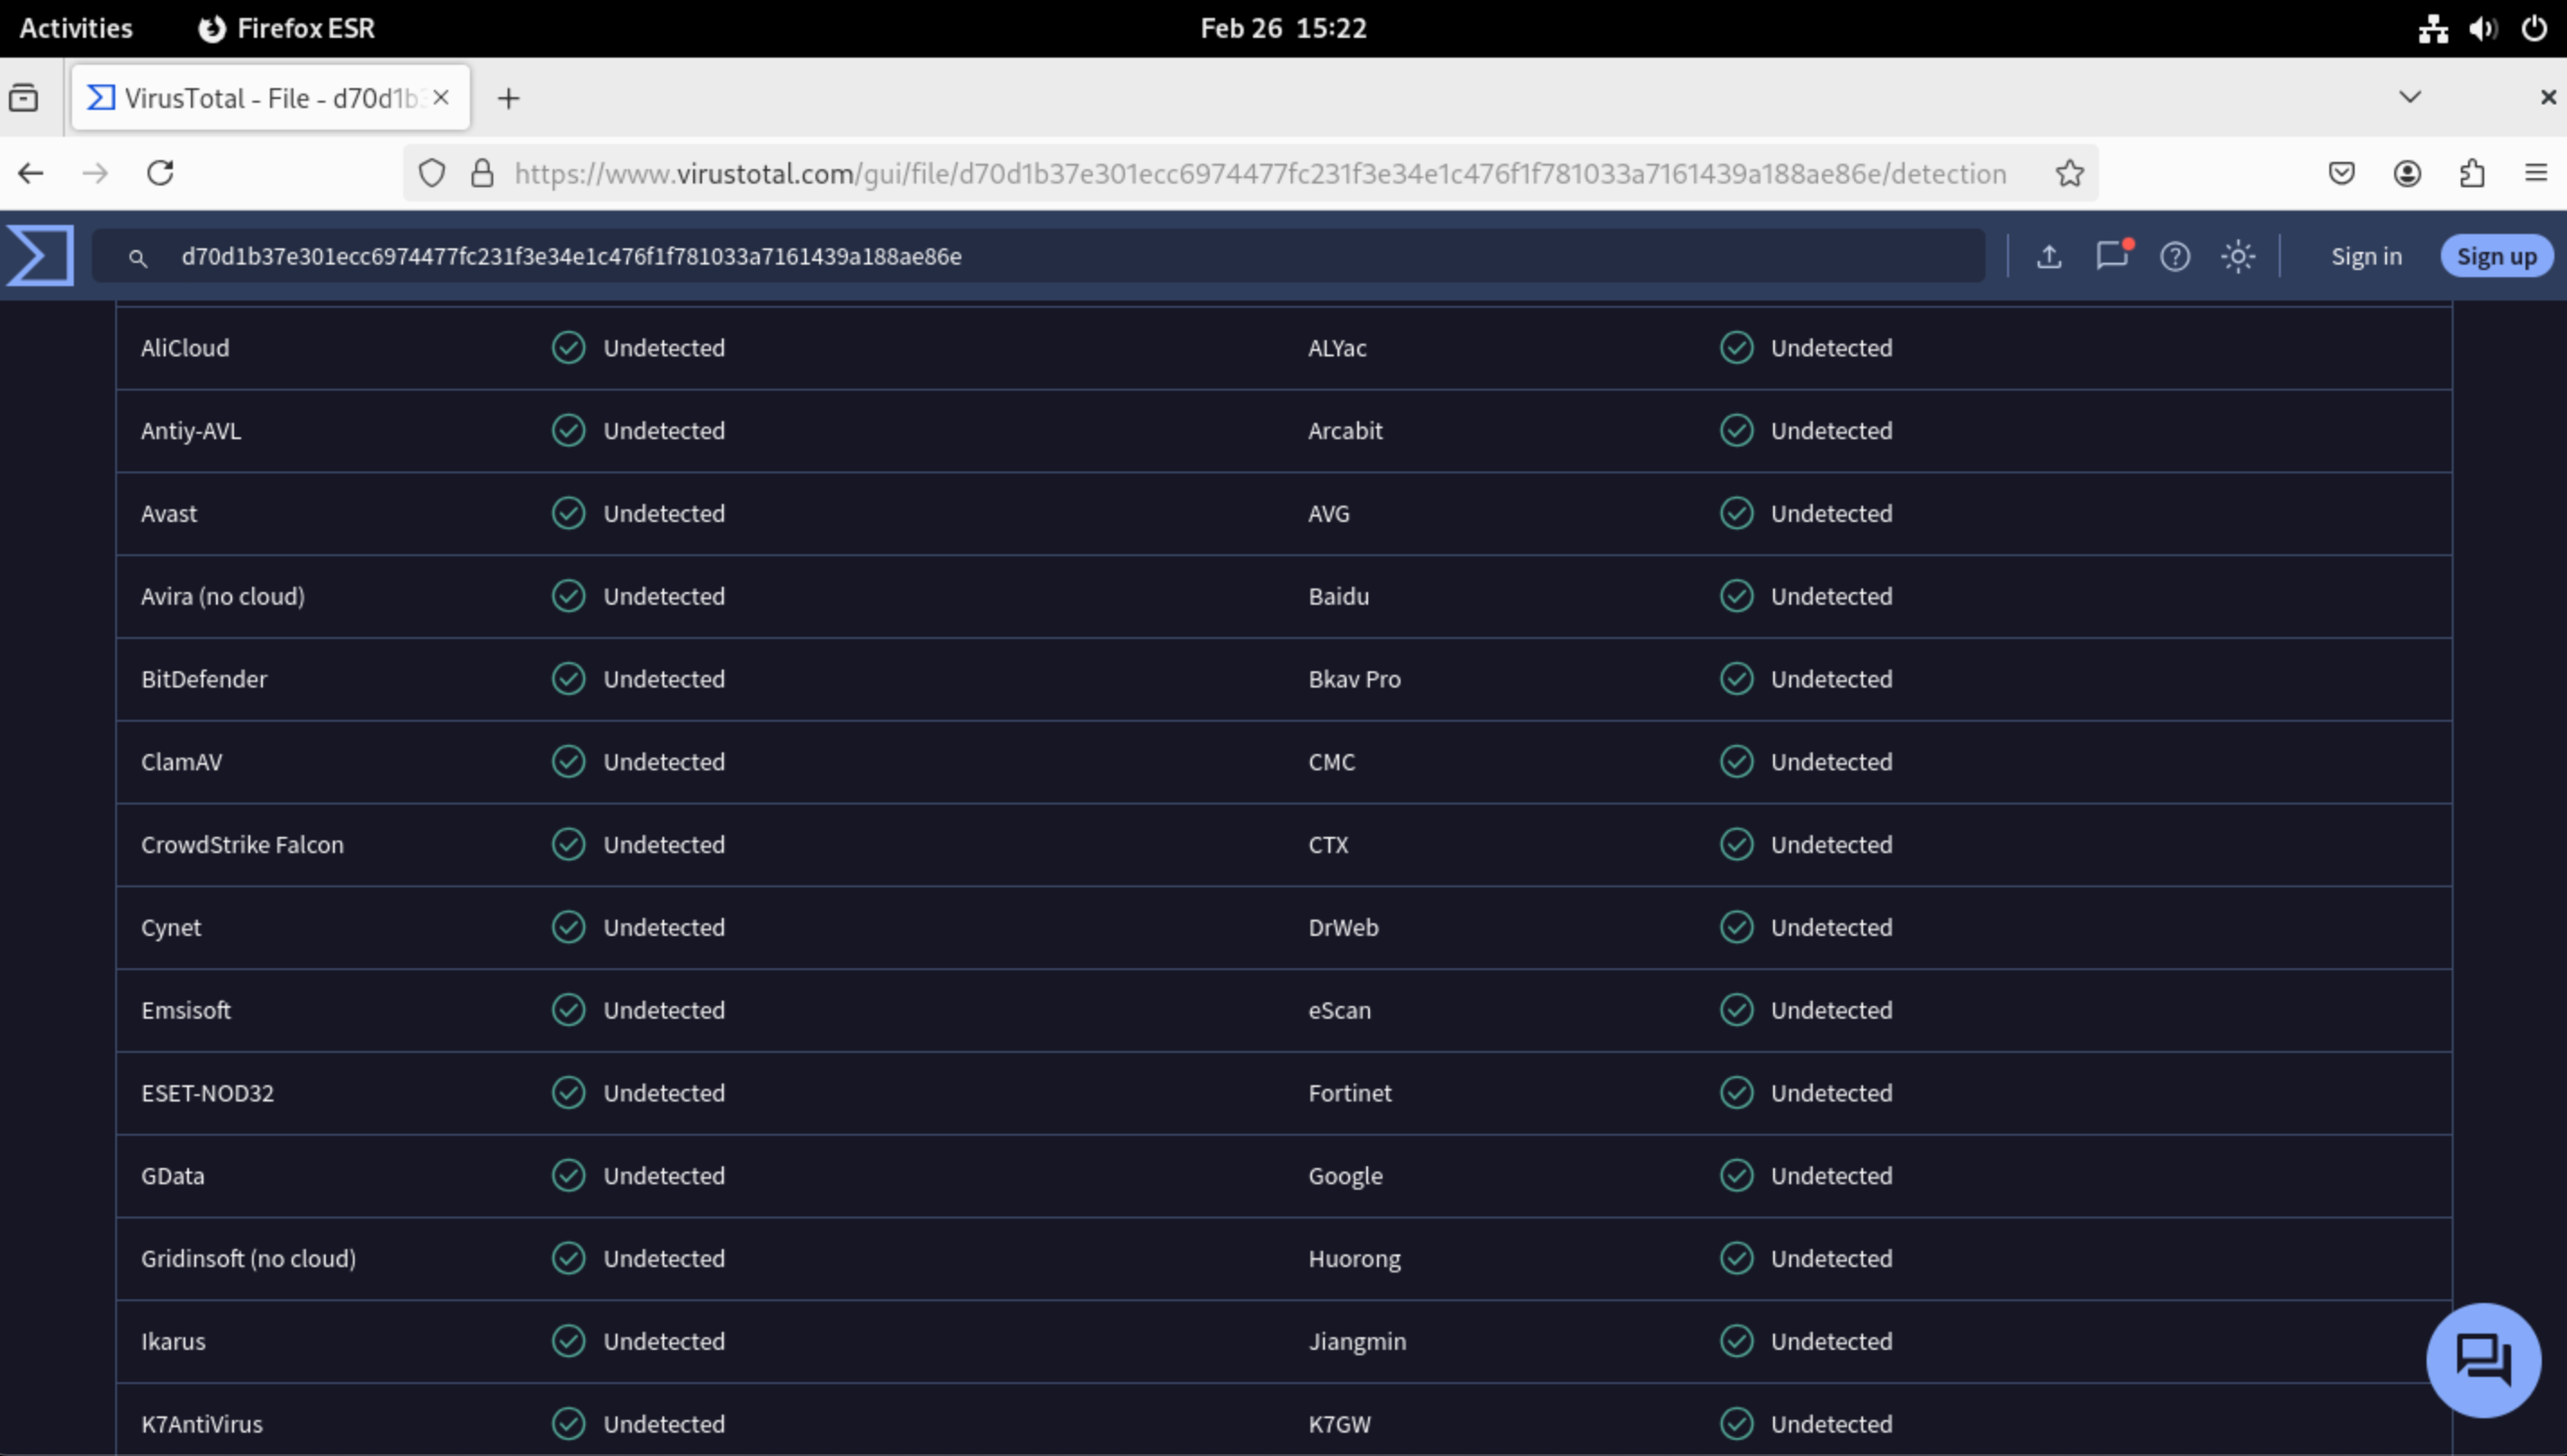 Activities Firefox ESR Feb 26 15:22
VirusTotal - File - d70d1b3
https://www.virustotal.com/gui/file/d70d1b37e301ecc6974477fc231f3e34e1c476f1f781033a7161439a188ae86e/detection
d70d1b37e301ecc6974477fc231f3e34e1c476f1f781033a7161439a188ae86e Sign in Sign up
AliCloud Undetected ALYac Undetected
Antiy-AVL Undetected Arcabit Undetected
Avast Undetected AVG Undetected
Avira (no cloud) Undetected Baidu Undetected
BitDefender Undetected Bkav Pro Undetected
ClamAV Undetected CMC Undetected
CrowdStrike Falcon Undetected CTX Undetected
Cynet Undetected DrWeb Undetected
Emsisoft Undetected eScan Undetected
ESET-NOD32 Undetected Fortinet Undetected
GData Undetected Google Undetected
Gridinsoft (no cloud) Undetected Huorong Undetected
Ikarus Undetected Jiangmin Undetected
K7AntiVirus Undetected K7GW Undetected